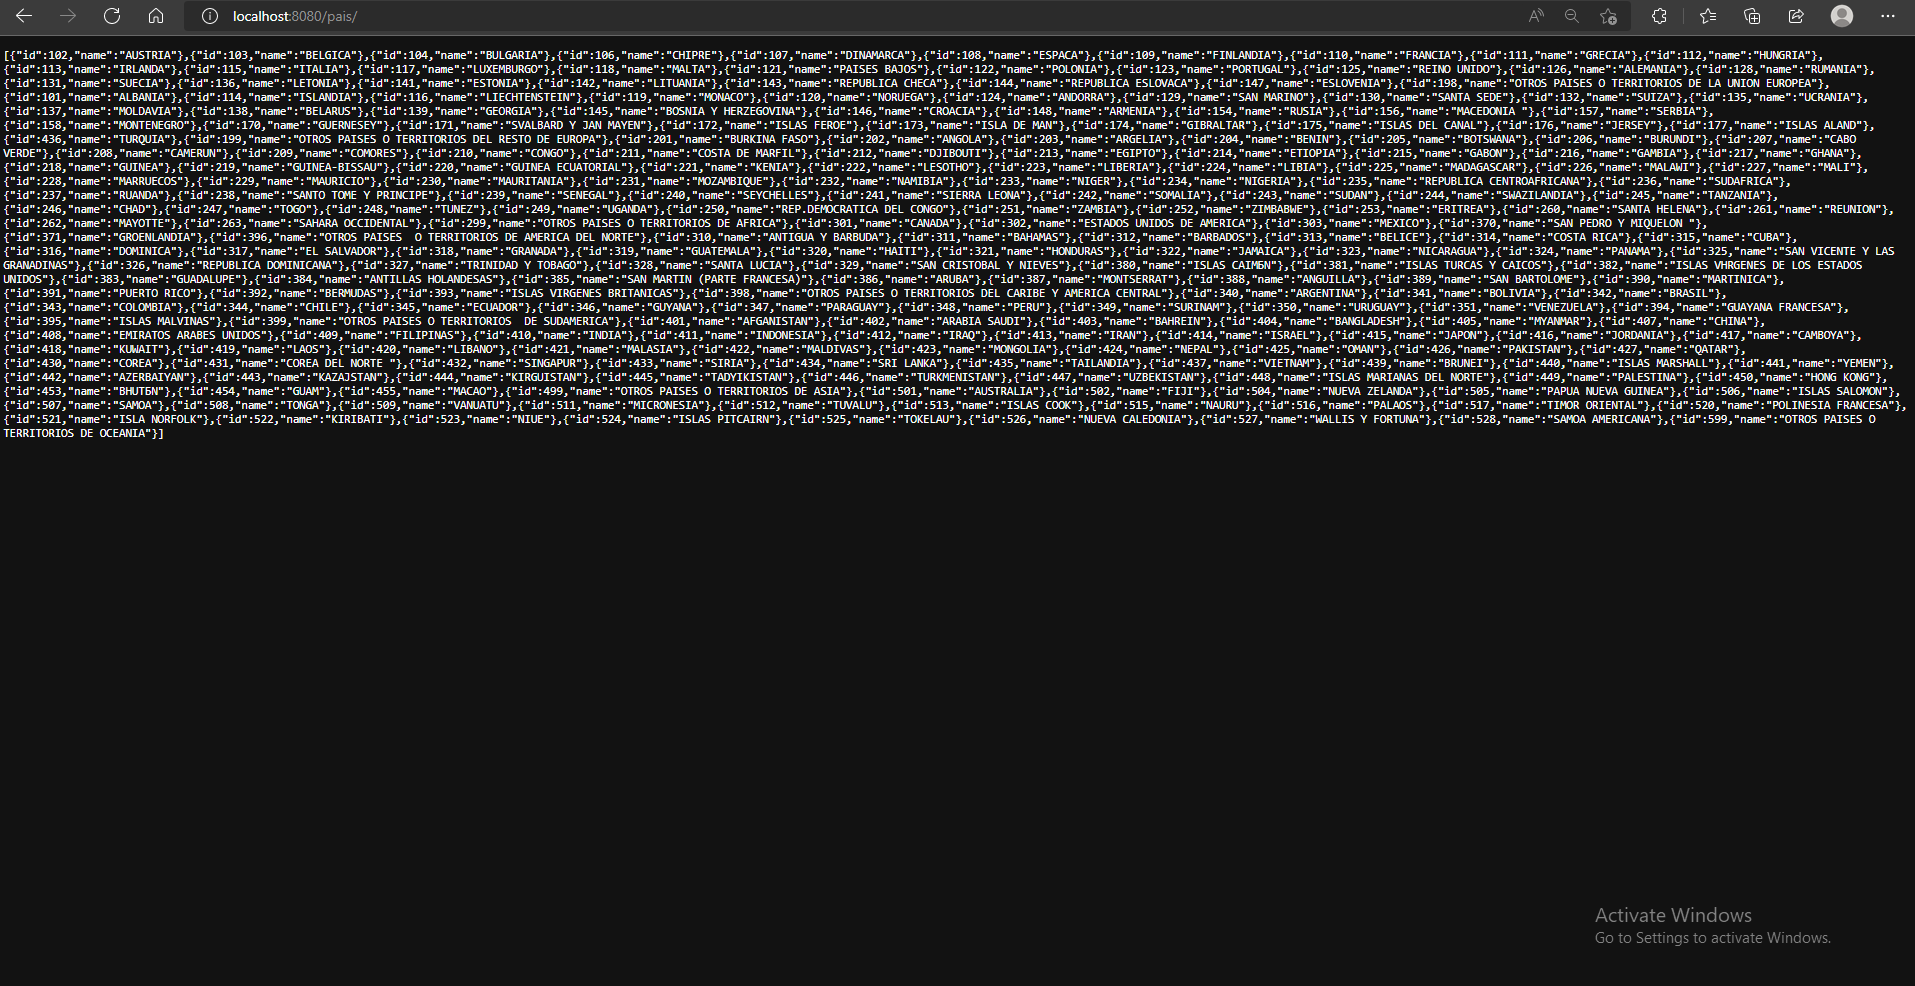 localhost:8080/pais/
[{"id":102,"name":"AUSTRIA"},{"id":103,"name":"BELGICA"},{"id":104,"name":"BULGARIA"},{"id":106,"name":"CHIPRE"},{"id":107,"name":"DINAMARCA"},{"id":108,"name":"ESPACA"},{"id":109,"name":"FINLANDIA"},{"id":110,"name":"FRANCIA"},{"id":111,"name":"GRECIA"},{"id":112,"name":"HUNGRIA"},
{"id":113,"name":"IRLANDA"},{"id":115,"name":"ITALIA"},{"id":117,"name":"LUXEMBURGO"},{"id":118,"name":"MALTA"},{"id":121,"name":"PAISES BAJOS"},{"id":122,"name":"POLONIA"},{"id":123,"name":"PORTUGAL"},{"id":125,"name":"REINO UNIDO"},{"id":126,"name":"ALEMANIA"},{"id":128,"name":"RUMANIA"},
{"id":131,"name":"SUECIA"},{"id":136,"name":"LETONIA"},{"id":141,"name":"ESTONIA"},{"id":142,"name":"LITUANIA"},{"id":143,"name":"REPUBLICA CHECA"},{"id":144,"name":"REPUBLICA ESLOVACA"},{"id":147,"name":"ESLOVENIA"},{"id":198,"name":"OTROS PAISES O TERRITORIOS DE LA UNION EUROPEA"},
{"id":101,"name":"ALBANIA"},{"id":114,"name":"ISLANDIA"},{"id":116,"name":"LIECHTENSTEIN"},{"id":119,"name":"MONACO"},{"id":120,"name":"NORUEGA"},{"id":124,"name":"ANDORRA"},{"id":129,"name":"SAN MARINO"},{"id":130,"name":"SANTA SEDE"},{"id":132,"name":"SUIZA"},{"id":135,"name":"UCRANIA"},
{"id":137,"name":"MOLDAVIA"},{"id":138,"name":"BELARUS"},{"id":139,"name":"GEORGIA"},{"id":145,"name":"BOSNIA Y HERZEGOVINA"},{"id":146,"name":"CROACIA"},{"id":148,"name":"ARMENIA"},{"id":154,"name":"RUSIA"},{"id":156,"name":"MACEDONIA "},{"id":157,"name":"SERBIA"},
{"id":158,"name":"MONTENEGRO"},{"id":170,"name":"GUERNESEY"},{"id":171,"name":"SVALBARD Y JAN MAYEN"},{"id":172,"name":"ISLAS FEROE"},{"id":173,"name":"ISLA DE MAN"},{"id":174,"name":"GIBRALTAR"},{"id":175,"name":"ISLAS DEL CANAL"},{"id":176,"name":"JERSEY"},{"id":177,"name":"ISLAS ALAND"},
{"id":436,"name":"TURQUIA"},{"id":199,"name":"OTROS PAISES O TERRITORIOS DEL RESTO DE EUROPA"},{"id":201,"name":"BURKINA FASO"},{"id":202,"name":"ANGOLA"},{"id":203,"name":"ARGELIA"},{"id":204,"name":"BENIN"},{"id":205,"name":"BOTSWANA"},{"id":206,"name":"BURUNDI"},{"id":207,"name":"CABO
VERDE"},{"id":208,"name":"CAMERUN"},{"id":209,"name":"COMORES"},{"id":210,"name":"CONGO"},{"id":211,"name":"COSTA DE MARFIL"},{"id":212,"name":"DJIBOUTI"},{"id":213,"name":"EGIPTO"},{"id":214,"name":"ETIOPIA"},{"id":215,"name":"GABON"},{"id":216,"name":"GAMBIA"},{"id":217,"name":"GHANA"},
{"id":218,"name":"GUINEA"},{"id":219,"name":"GUINEA-BISSAU"},{"id":220,"name":"GUINEA ECUATORIAL"},{"id":221,"name":"KENIA"},{"id":222,"name":"LESOTHO"},{"id":223,"name":"LIBERIA"},{"id":224,"name":"LIBIA"},{"id":225,"name":"MADAGASCAR"},{"id":226,"name":"MALAWI"},{"id":227,"name":"MALI"},
{"id":228,"name":"MARRUECOS"},{"id":229,"name":"MAURICIO"},{"id":230,"name":"MAURITANIA"},{"id":231,"name":"MOZAMBIQUE"},{"id":232,"name":"NAMIBIA"},{"id":233,"name":"NIGER"},{"id":234,"name":"NIGERIA"},{"id":235,"name":"REPUBLICA CENTROAFRICANA"},{"id":236,"name":"SUDAFRICA"},
{"id":237,"name":"RUANDA"},{"id":238,"name":"SANTO TOME Y PRINCIPE"},{"id":239,"name":"SENEGAL"},{"id":240,"name":"SEYCHELLES"},{"id":241,"name":"SIERRA LEONA"},{"id":242,"name":"SOMALIA"},{"id":243,"name":"SUDAN"},{"id":244,"name":"SWAZILANDIA"},{"id":245,"name":"TANZANIA"},
{"id":246,"name":"CHAD"},{"id":247,"name":"TOGO"},{"id":248,"name":"TUNEZ"},{"id":249,"name":"UGANDA"},{"id":250,"name":"REP.DEMOCRATICA DEL CONGO"},{"id":251,"name":"ZAMBIA"},{"id":252,"name":"ZIMBABWE"},{"id":253,"name":"ERITREA"},{"id":260,"name":"SANTA HELENA"},{"id":261,"name":"REUNION"},
{"id":262,"name":"MAYOTTE"},{"id":263,"name":"SAHARA OCCIDENTAL"},{"id":299,"name":"OTROS PAISES O TERRITORIOS DE AFRICA"},{"id":301,"name":"CANADA"},{"id":302,"name":"ESTADOS UNIDOS DE AMERICA"},{"id":303,"name":"MEXICO"},{"id":370,"name":"SAN PEDRO Y MIQUELON "},
{"id":371,"name":"GROENLANDIA"},{"id":396,"name":"OTROS PAISES  O TERRITORIOS DE AMERICA DEL NORTE"},{"id":310,"name":"ANTIGUA Y BARBUDA"},{"id":311,"name":"BAHAMAS"},{"id":312,"name":"BARBADOS"},{"id":313,"name":"BELICE"},{"id":314,"name":"COSTA RICA"},{"id":315,"name":"CUBA"},
{"id":316,"name":"DOMINICA"},{"id":317,"name":"EL SALVADOR"},{"id":318,"name":"GRANADA"},{"id":319,"name":"GUATEMALA"},{"id":320,"name":"HAITI"},{"id":321,"name":"HONDURAS"},{"id":322,"name":"JAMAICA"},{"id":323,"name":"NICARAGUA"},{"id":324,"name":"PANAMA"},{"id":325,"name":"SAN VICENTE Y LAS
GRANADINAS"},{"id":326,"name":"REPUBLICA DOMINICANA"},{"id":327,"name":"TRINIDAD Y TOBAGO"},{"id":328,"name":"SANTA LUCIA"},{"id":329,"name":"SAN CRISTOBAL Y NIEVES"},{"id":380,"name":"ISLAS CAIMБN"},{"id":381,"name":"ISLAS TURCAS Y CAICOS"},{"id":382,"name":"ISLAS VНRGENES DE LOS ESTADOS
UNIDOS"},{"id":383,"name":"GUADALUPE"},{"id":384,"name":"ANTILLAS HOLANDESAS"},{"id":385,"name":"SAN MARTIN (PARTE FRANCESA)"},{"id":386,"name":"ARUBA"},{"id":387,"name":"MONTSERRAT"},{"id":388,"name":"ANGUILLA"},{"id":389,"name":"SAN BARTOLOME"},{"id":390,"name":"MARTINICA"},
{"id":391,"name":"PUERTO RICO"},{"id":392,"name":"BERMUDAS"},{"id":393,"name":"ISLAS VIRGENES BRITANICAS"},{"id":398,"name":"OTROS PAISES O TERRITORIOS DEL CARIBE Y AMERICA CENTRAL"},{"id":340,"name":"ARGENTINA"},{"id":341,"name":"BOLIVIA"},{"id":342,"name":"BRASIL"},
{"id":343,"name":"COLOMBIA"},{"id":344,"name":"CHILE"},{"id":345,"name":"ECUADOR"},{"id":346,"name":"GUYANA"},{"id":347,"name":"PARAGUAY"},{"id":348,"name":"PERU"},{"id":349,"name":"SURINAM"},{"id":350,"name":"URUGUAY"},{"id":351,"name":"VENEZUELA"},{"id":394,"name":"GUAYANA FRANCESA"},
{"id":395,"name":"ISLAS MALVINAS"},{"id":399,"name":"OTROS PAISES O TERRITORIOS  DE SUDAMERICA"},{"id":401,"name":"AFGANISTAN"},{"id":402,"name":"ARABIA SAUDI"},{"id":403,"name":"BAHREIN"},{"id":404,"name":"BANGLADESH"},{"id":405,"name":"MYANMAR"},{"id":407,"name":"CHINA"},
{"id":408,"name":"EMIRATOS ARABES UNIDOS"},{"id":409,"name":"FILIPINAS"},{"id":410,"name":"INDIA"},{"id":411,"name":"INDONESIA"},{"id":412,"name":"IRAQ"},{"id":413,"name":"IRAN"},{"id":414,"name":"ISRAEL"},{"id":415,"name":"JAPON"},{"id":416,"name":"JORDANIA"},{"id":417,"name":"CAMBOYA"},
{"id":418,"name":"KUWAIT"},{"id":419,"name":"LAOS"},{"id":420,"name":"LIBANO"},{"id":421,"name":"MALASIA"},{"id":422,"name":"MALDIVAS"},{"id":423,"name":"MONGOLIA"},{"id":424,"name":"NEPAL"},{"id":425,"name":"OMAN"},{"id":426,"name":"PAKISTAN"},{"id":427,"name":"QATAR"},
{"id":430,"name":"COREA"},{"id":431,"name":"COREA DEL NORTE "},{"id":432,"name":"SINGAPUR"},{"id":433,"name":"SIRIA"},{"id":434,"name":"SRI LANKA"},{"id":435,"name":"TAILANDIA"},{"id":437,"name":"VIETNAM"},{"id":439,"name":"BRUNEI"},{"id":440,"name":"ISLAS MARSHALL"},{"id":441,"name":"YEMEN"},
{"id":442,"name":"AZERBAIYAN"},{"id":443,"name":"KAZAJSTAN"},{"id":444,"name":"KIRGUISTAN"},{"id":445,"name":"TADYIKISTAN"},{"id":446,"name":"TURKMENISTAN"},{"id":447,"name":"UZBEKISTAN"},{"id":448,"name":"ISLAS MARIANAS DEL NORTE"},{"id":449,"name":"PALESTINA"},{"id":450,"name":"HONG KONG"},
{"id":453,"name":"BHUTБN"},{"id":454,"name":"GUAM"},{"id":455,"name":"MACAO"},{"id":499,"name":"OTROS PAISES O TERRITORIOS DE ASIA"},{"id":501,"name":"AUSTRALIA"},{"id":502,"name":"FIJI"},{"id":504,"name":"NUEVA ZELANDA"},{"id":505,"name":"PAPUA NUEVA GUINEA"},{"id":506,"name":"ISLAS SALOMON"},
{"id":507,"name":"SAMOA"},{"id":508,"name":"TONGA"},{"id":509,"name":"VANUATU"},{"id":511,"name":"MICRONESIA"},{"id":512,"name":"TUVALU"},{"id":513,"name":"ISLAS COOK"},{"id":515,"name":"NAURU"},{"id":516,"name":"PALAOS"},{"id":517,"name":"TIMOR ORIENTAL"},{"id":520,"name":"POLINESIA FRANCESA"},
{"id":521,"name":"ISLA NORFOLK"},{"id":522,"name":"KIRIBATI"},{"id":523,"name":"NIUE"},{"id":524,"name":"ISLAS PITCAIRN"},{"id":525,"name":"TOKELAU"},{"id":526,"name":"NUEVA CALEDONIA"},{"id":527,"name":"WALLIS Y FORTUNA"},{"id":528,"name":"SAMOA AMERICANA"},{"id":599,"name":"OTROS PAISES O
TERRITORIOS DE OCEANIA"}]
Activate Windows
Go to Settings to activate Windows.